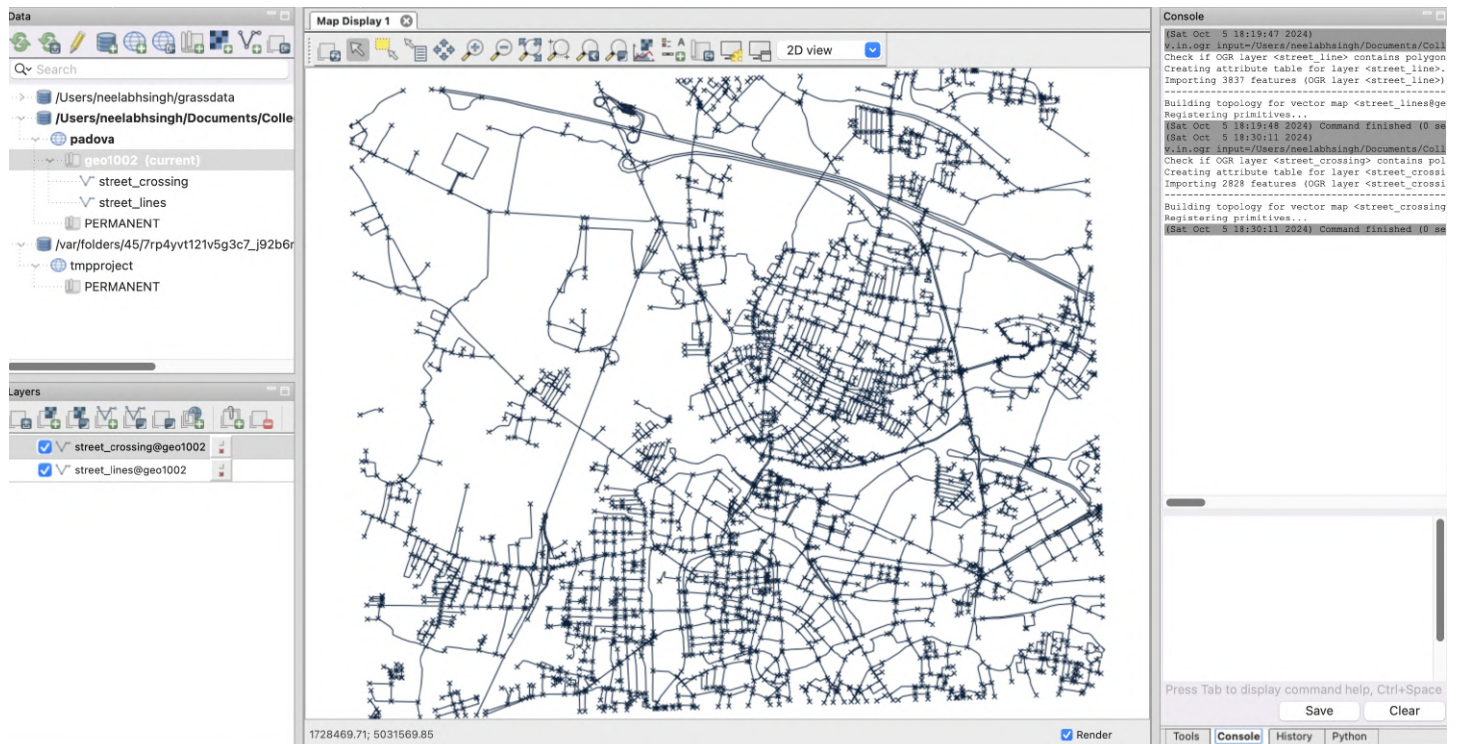 Data
Search
/Users/neelabhsingh/grassdata
/Users/neelabhsingh/Documents/Colle
padova
geo1002 (current)
street_crossing
street_lines
PERMANENT
/var/folders/45/7rp4yvt121v5g3c7_j92b6r
tmpproject
PERMANENT
Layers
street_crossing@geo1002
street_lines@geo1002
Map Display 1
2D view
1728469.71; 5031569.85
Render
Console
(Sat Oct 5 18:19:47 2024)
v.in.ogr input=/Users/neelabhsingh/Documents/Coll
Check if OGR layer <street_line> contains polygon
Creating attribute table for layer <street_line>.
Importing 3837 features (OGR layer <street_line>)
-----------------------------------------------------
Building topology for vector map <street_lines@ge
Registering primitives...
(Sat Oct 5 18:19:48 2024) Command finished (0 se
(Sat Oct 5 18:30:11 2024)
v.in.ogr input=/Users/neelabhsingh/Documents/Coll
Check if OGR layer <street_crossing> contains pol
Creating attribute table for layer <street_crossi
Importing 2828 features (OGR layer <street_crossi
-----------------------------------------------------
Building topology for vector map <street_crossing
Registering primitives...
(Sat Oct 5 18:30:11 2024) Command finished (0 se
Press Tab to display command help, Ctrl+Space
Save Clear
Tools Console History Python